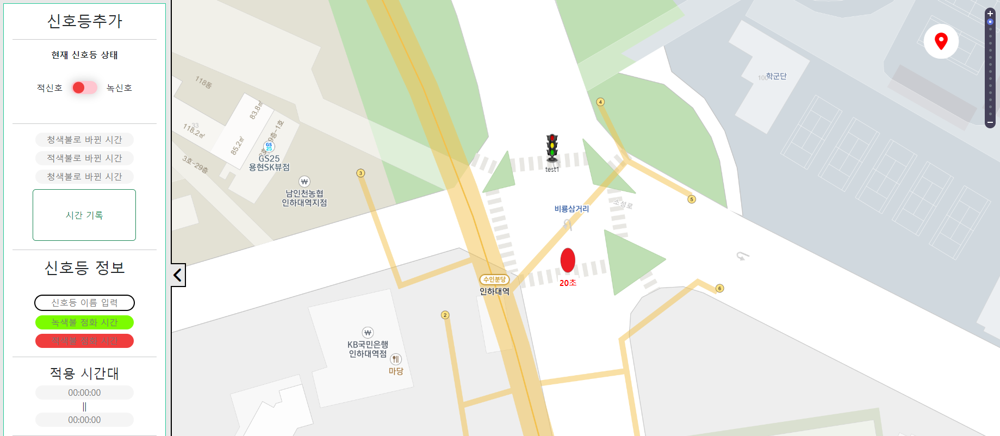 신호등추가
현재 신호등 상태
적신호
녹신호
청색불로 바뀐 시간
적색불로 바뀐 시간
청색불로 바뀐 시간
시간 기록
신호등 정보
신호등 이름 입력
녹색불 점화 시간
적색불 점화 시간
적용 시간대
00:00:00
||
00:00:00
118동
83.8㎡
33
118.2㎡
85.2㎡
3호-29층
GS
25
GS25
용현SK뷰점
₩
남인천농협
인하대역지점
3
4
5
6
2
test1
비룡삼거리
소성로
20초
수인분당
인하대역
₩
KB국민은행
인하대역점
마당
학군단
+
−